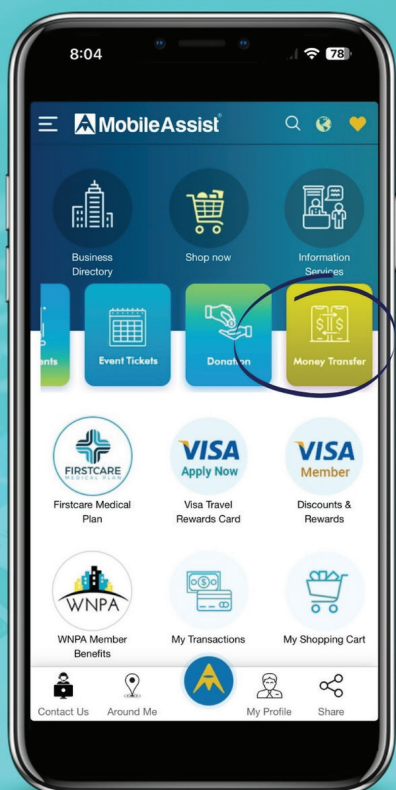 8:04
78
MobileAssist®
Business
Directory
Shop now
Information
Services
nts
Event Tickets
Donation
Money Transfer
FIRSTCARE
MEDICAL PLAN
VISA
Apply Now
VISA
Member
Firstcare Medical
Plan
Visa Travel
Rewards Card
Discounts &
Rewards
WNPA
WNPA Member
Benefits
My Transactions
My Shopping Cart
Contact Us
Around Me
My Profile
Share